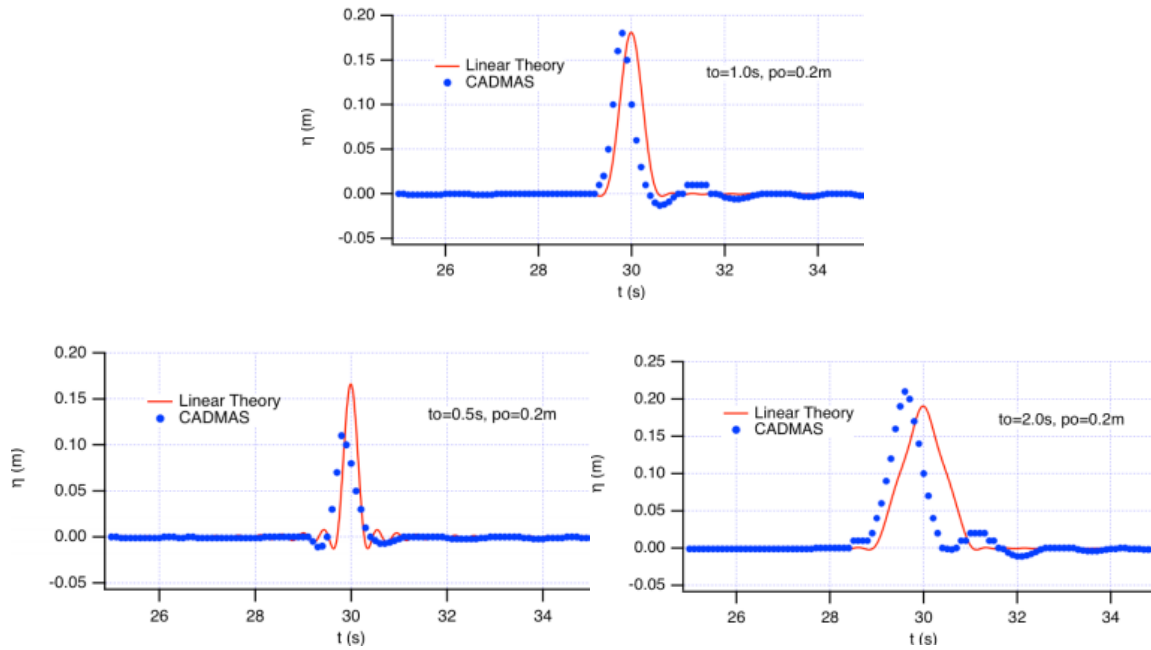 0.20
0.15
0.10
0.05
0.00
-0.05
η (m)
Linear Theory
CADMAS
to=1.0s, po=0.2m
26 28 30 32 34
t (s)
0.20
0.15
0.10
0.05
0.00
-0.05
η (m)
Linear Theory
CADMAS
to=0.5s, po=0.2m
26 28 30 32 34
t (s)
0.25
0.20
0.15
0.10
0.05
0.00
-0.05
η (m)
Linear Theory
CADMAS
to=2.0s, po=0.2m
26 28 30 32 34
t (s)